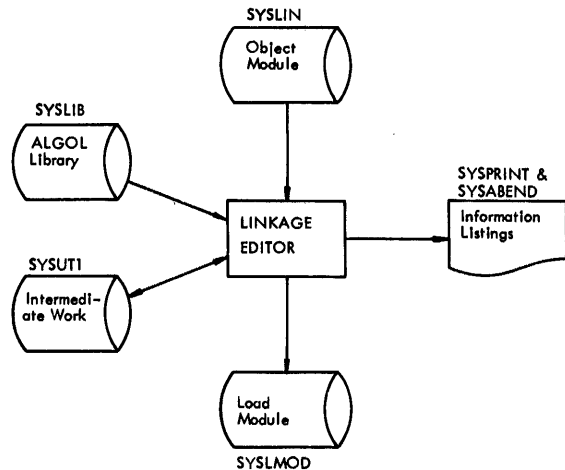 SYSLIN
Object
Module
SYSLIB
ALGOL
Library
SYSPRINT &
SYSABEND
Information
Listings
LINKAGE
EDITOR
SYSUT1
Intermedi-
ate Work
Load
Module
SYSLMOD